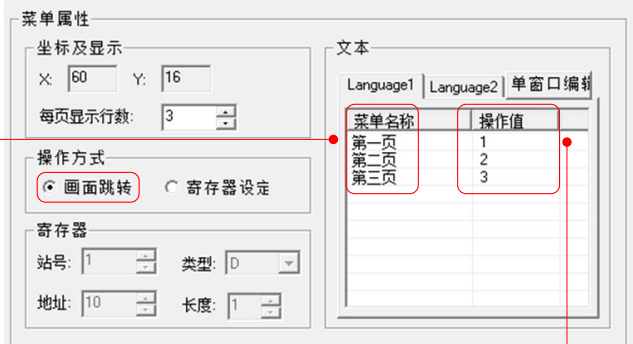 菜单属性
坐标及显示
X: 60 Y: 16
每页显示行数: 3
操作方式
画面跳转 寄存器设定
寄存器
站号: 1 类型: D
地址: 10 长度: 1
文本
Language1 Language2 单窗口编辑
菜单名称 操作值
第一页 1
第二页 2
第三页 3